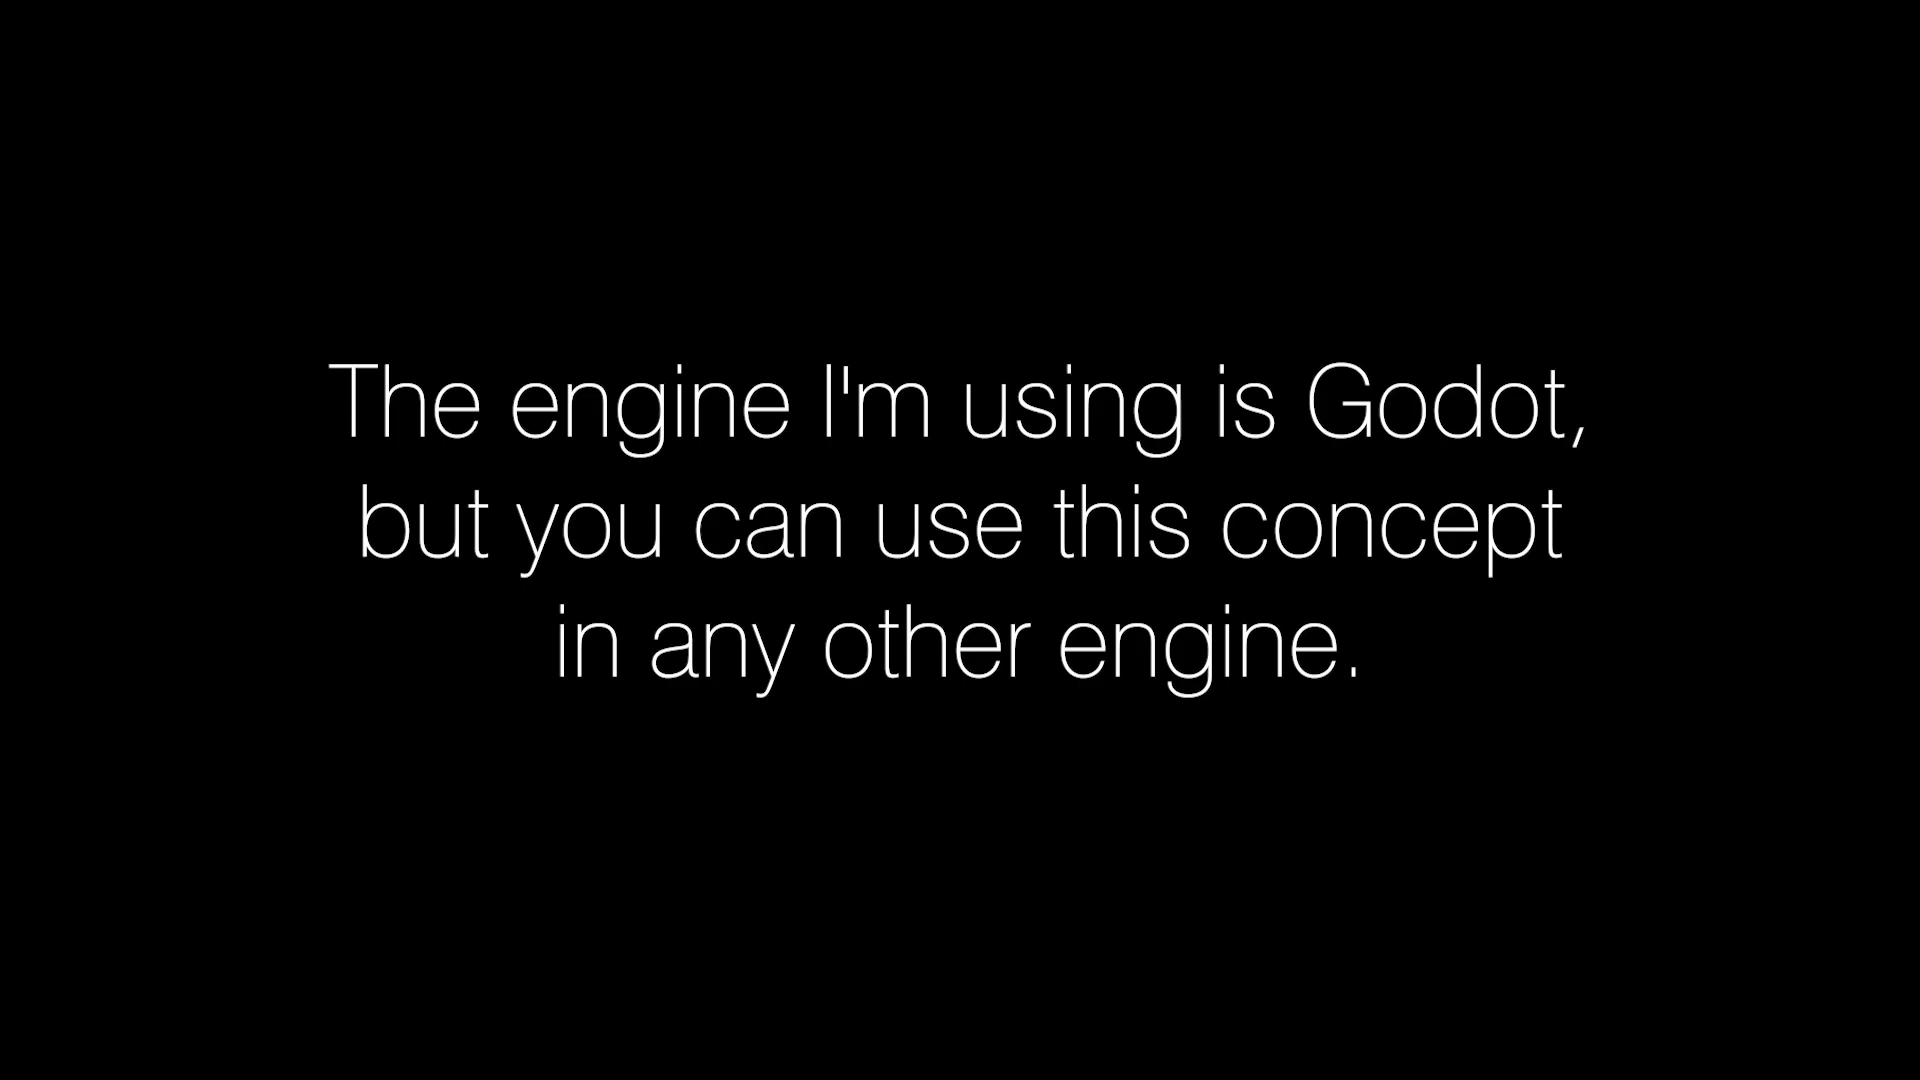 The engine I'm using is Godot,
but you can use this concept
in any other engine.